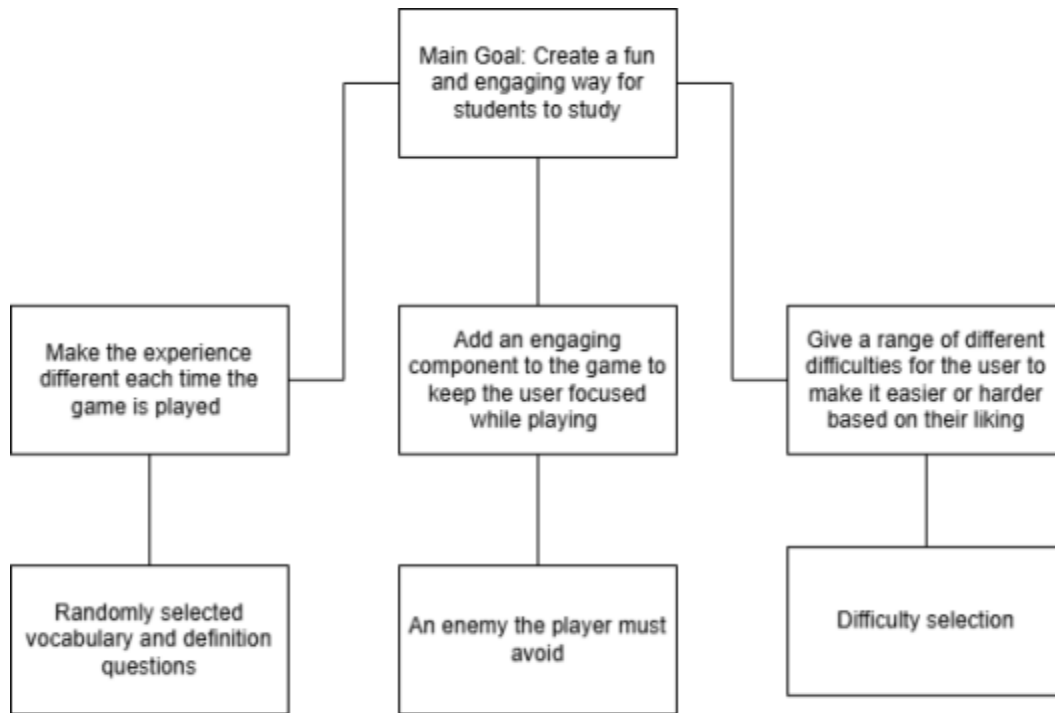 Main Goal: Create a fun
and engaging way for
students to study
Make the experience
different each time the
game is played
Add an engaging
component to the game to
keep the user focused
while playing
Give a range of different
difficulties for the user to
make it easier or harder
based on their liking
Randomly selected
vocabulary and definition
questions
An enemy the player must
avoid
Difficulty selection